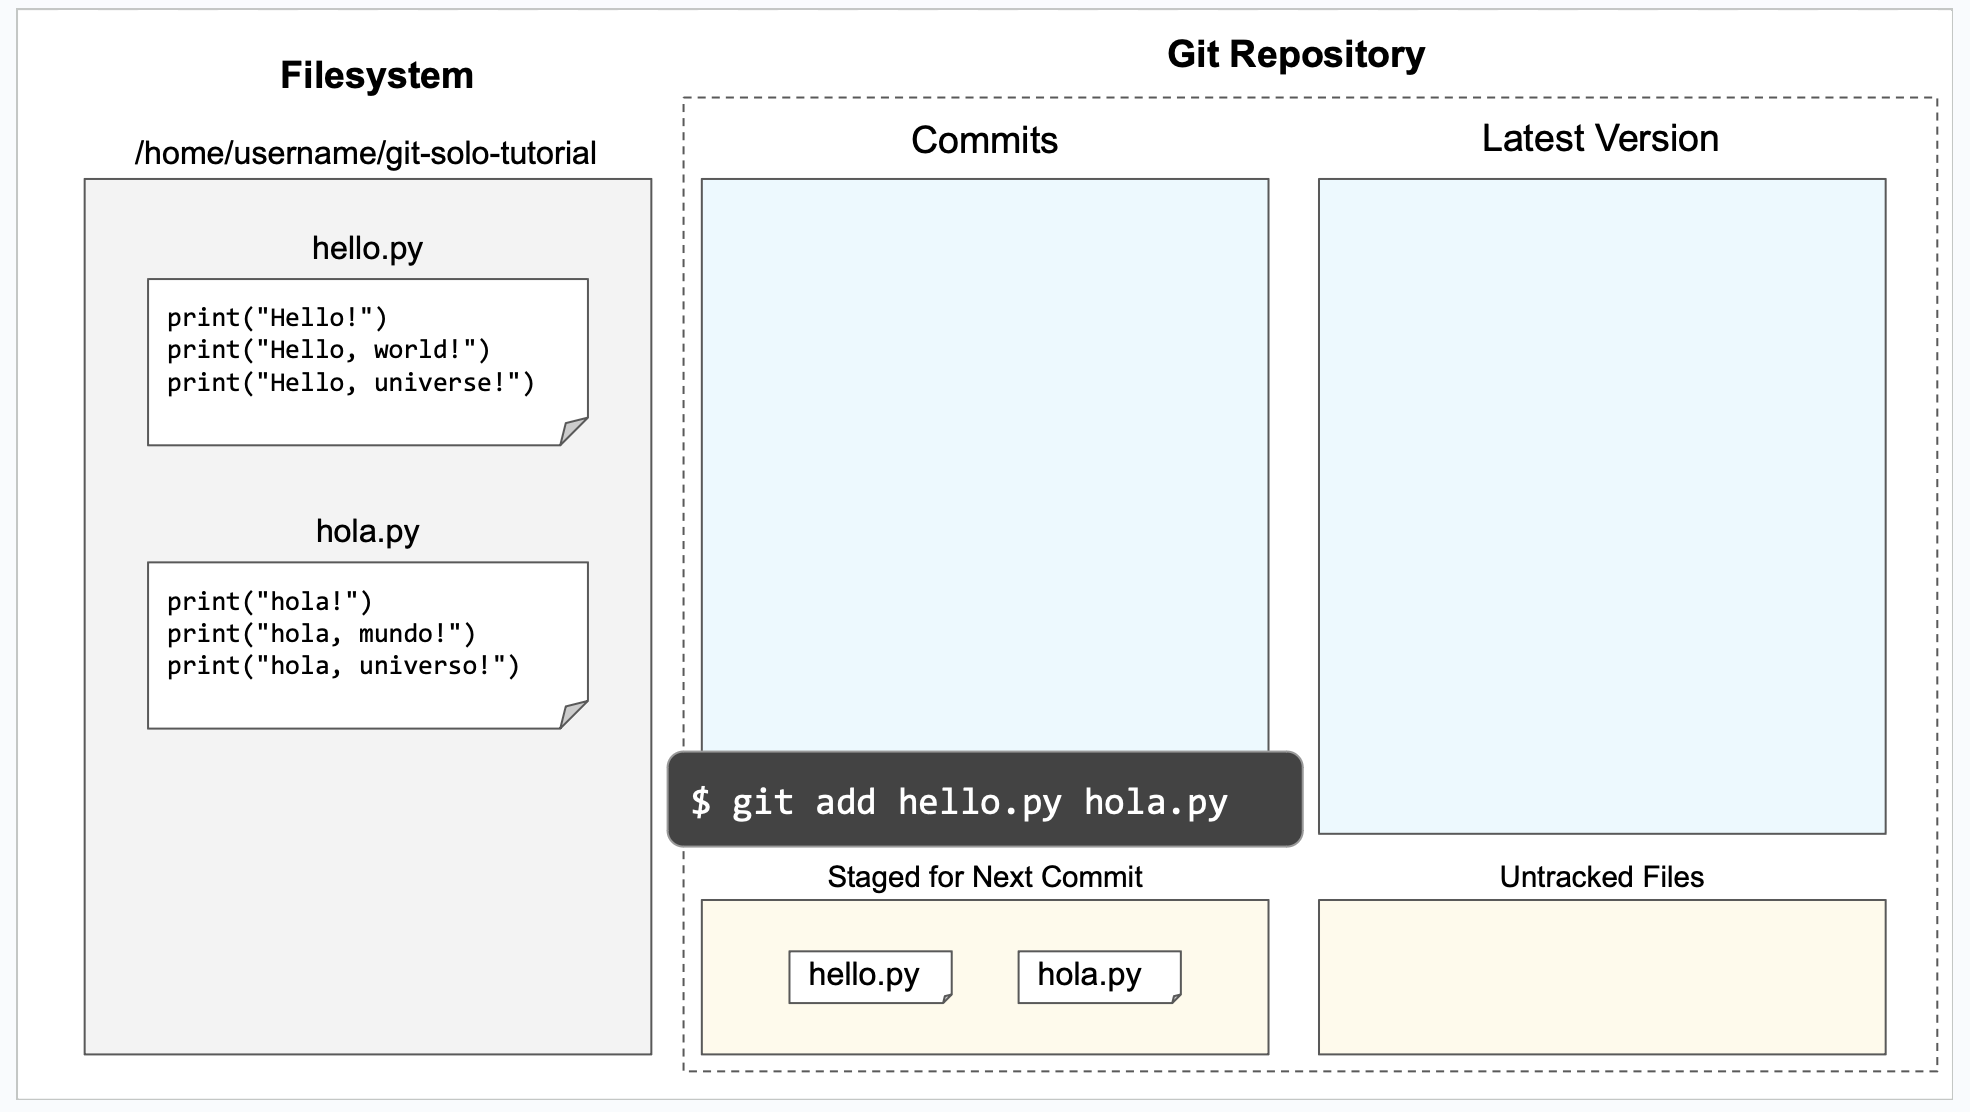 Filesystem
/home/username/git-solo-tutorial
hello.py
print("Hello!")
print("Hello, world!")
print("Hello, universe!")
hola.py
print("hola!")
print("hola, mundo!")
print("hola, universo!")
Git Repository
Commits
Latest Version
$ git add hello.py hola.py
Staged for Next Commit
hello.py
hola.py
Untracked Files